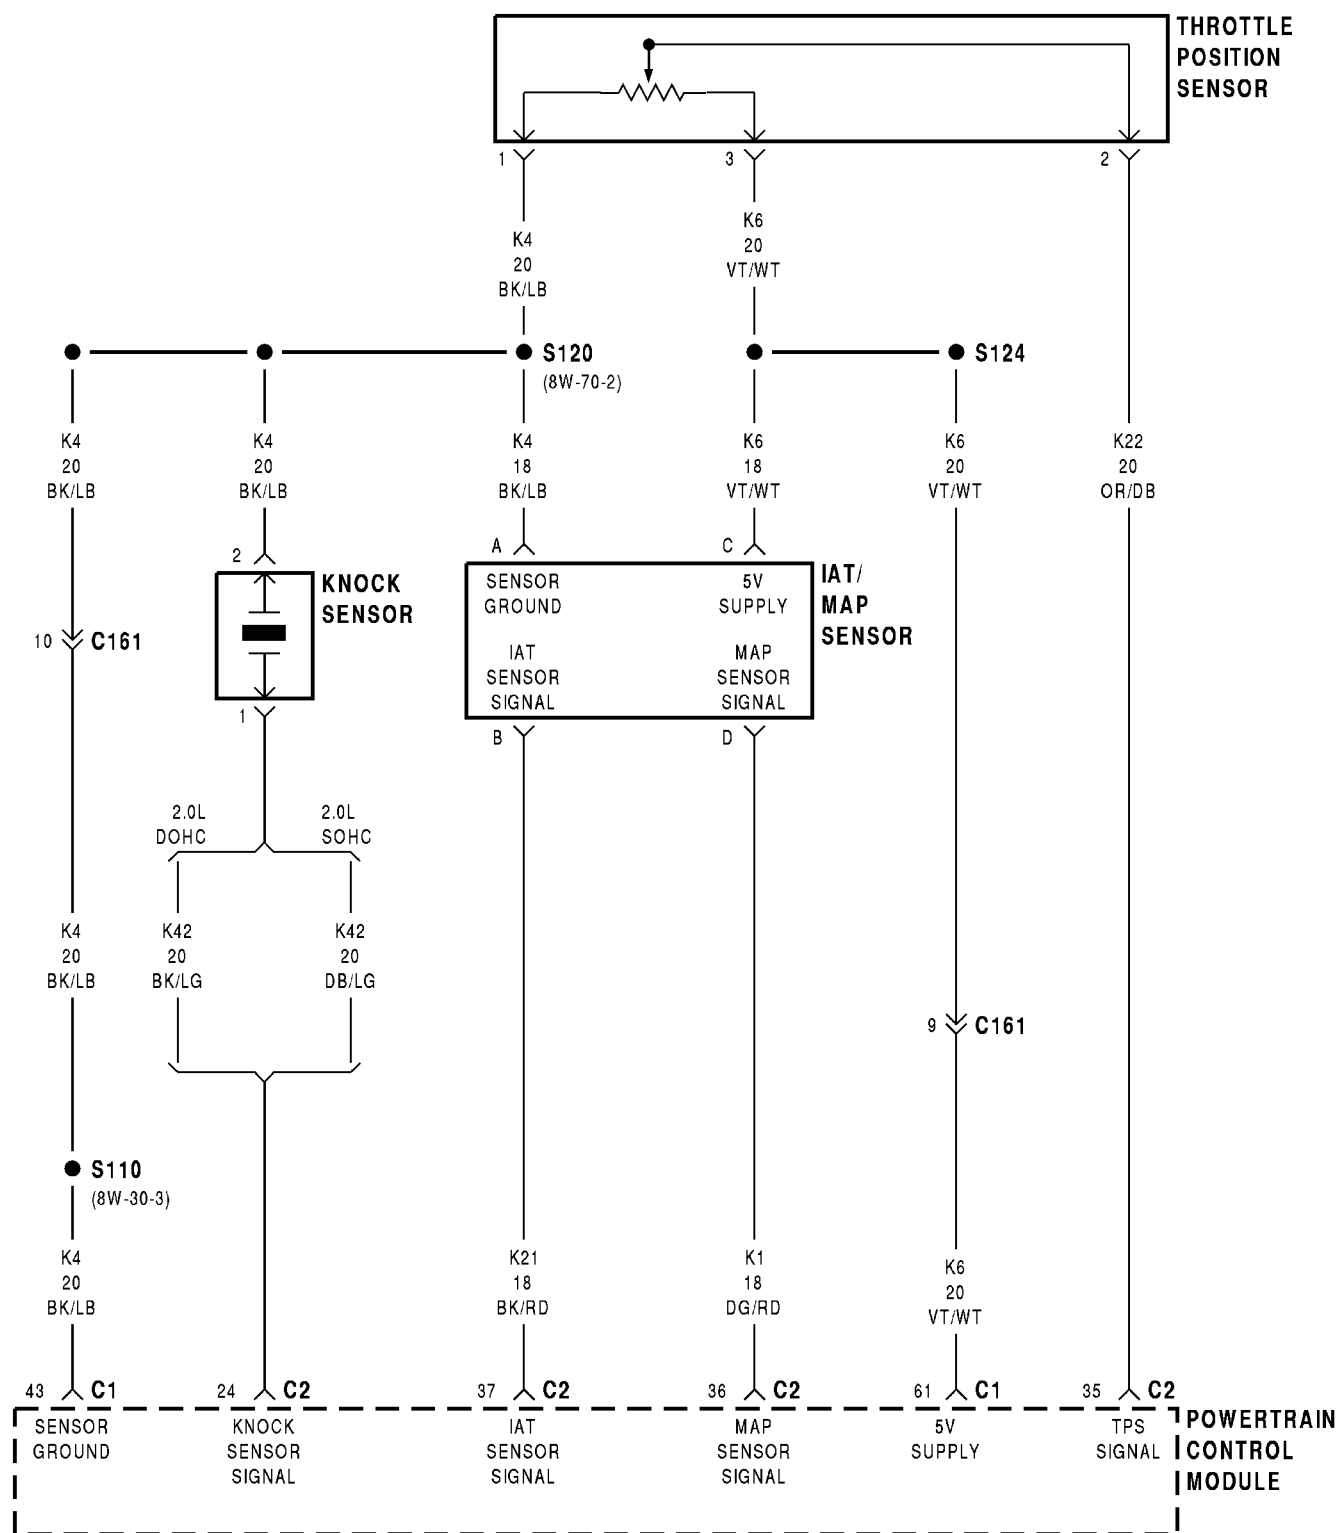 THROTTLE
POSITION
SENSOR
1
3
2
K6
20
VT/WT
K4
20
BK/LB
S120
(8W-70-2)
S124
K4
20
BK/LB
K4
20
BK/LB
K4
18
BK/LB
K6
18
VT/WT
K6
20
VT/WT
K22
20
OR/DB
2
A
C
KNOCK
SENSOR
SENSOR
GROUND
5V
SUPPLY
IAT
SENSOR
SIGNAL
MAP
SENSOR
SIGNAL
IAT/
MAP
SENSOR
10
C161
1
B
D
2.0L
DOHC
2.0L
SOHC
K4
20
BK/LB
K42
20
BK/LG
K42
20
DB/LG
9
C161
S110
(8W-30-3)
K4
20
BK/LB
K21
18
BK/RD
K1
18
DG/RD
K6
20
VT/WT
43
C1
24
C2
37
C2
36
C2
61
C1
35
C2
SENSOR
GROUND
KNOCK
SENSOR
SIGNAL
IAT
SENSOR
SIGNAL
MAP
SENSOR
SIGNAL
5V
SUPPLY
TPS
SIGNAL
POWERTRAIN
CONTROL
MODULE